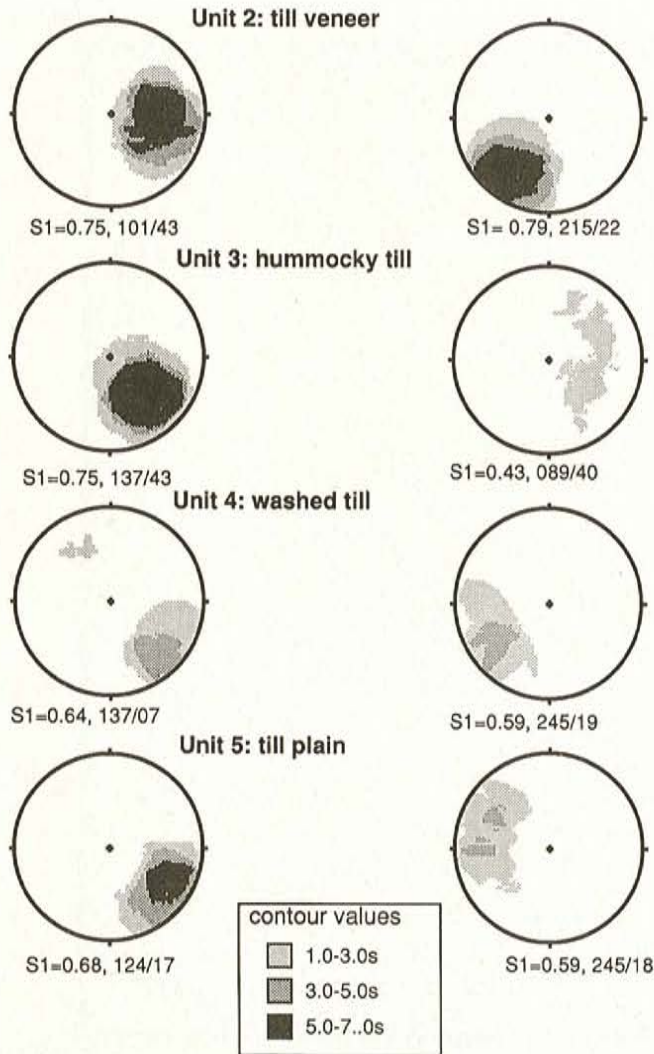 Unit 2: till veneer
S1=0.75, 101/43
S1= 0.79, 215/22
Unit 3: hummocky till
S1=0.75, 137/43
S1=0.43, 089/40
Unit 4: washed till
S1=0.64, 137/07
S1=0.59, 245/19
Unit 5: till plain
S1=0.68, 124/17
S1=0.59, 245/18
contour values
1.0-3.0s
3.0-5.0s
5.0-7..0s